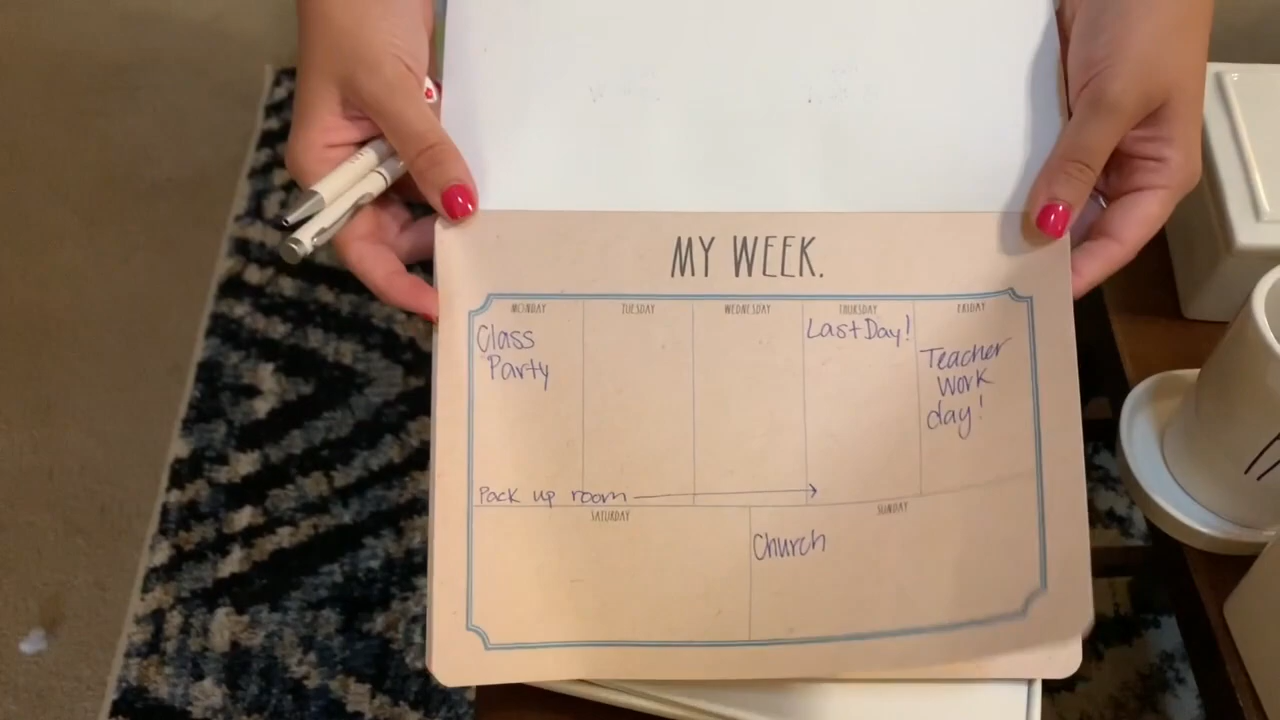 MY WEEK.
MONDAY TUESDAY WEDNESDAY THURSDAY FRIDAY
Class
Party
Last Day!
Teacher
Work
day!
Pack up room
SATURDAY SUNDAY
Church